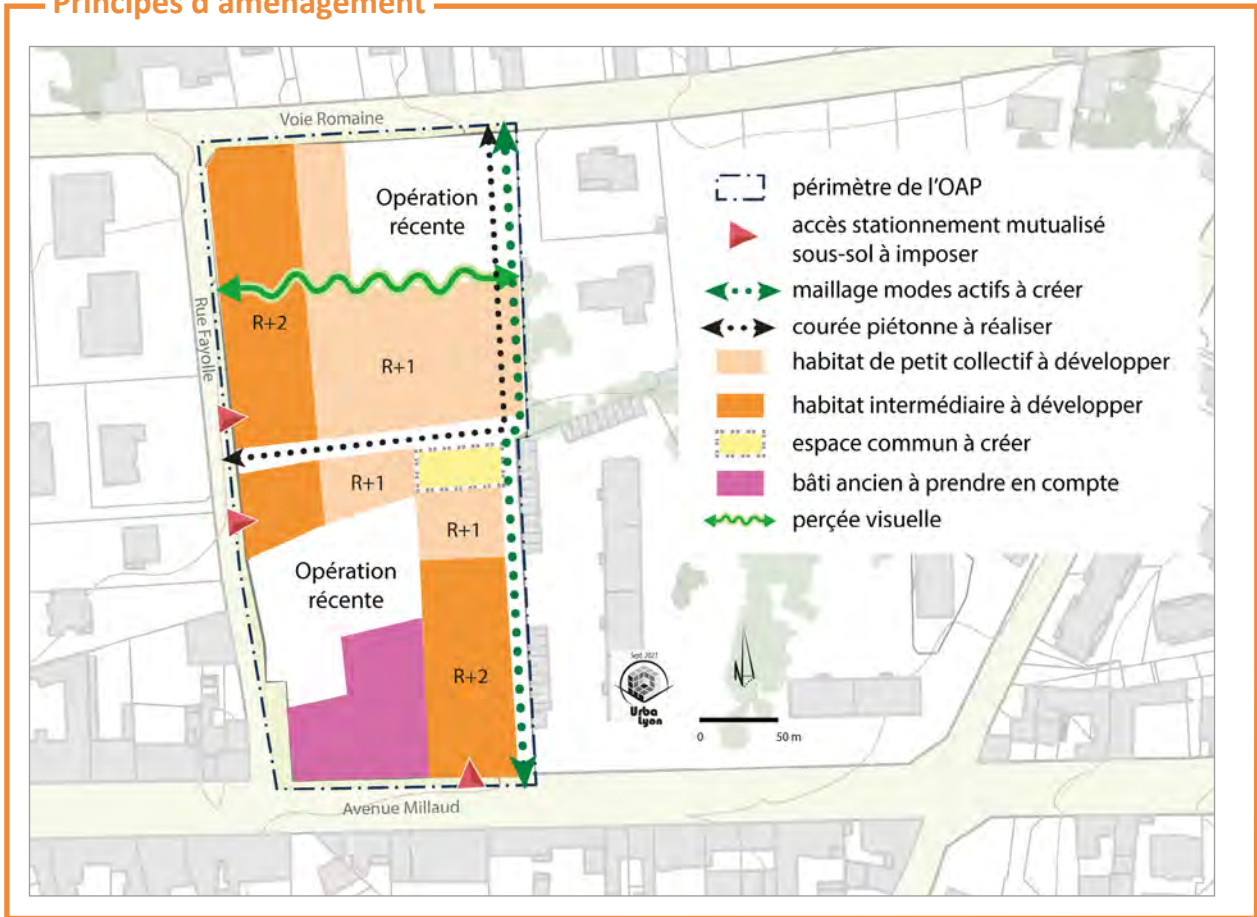 Principes d'aménagement
Voie Romaine
Opération
récente
Rue Fayolle
R+2
R+1
R+1
R+1
Opération
récente
R+2
Avenue Millaud
périmètre de l'OAP
accès stationnement mutualisé
sous-sol à imposer
maillage modes actifs à créer
courée piétonne à réaliser
habitat de petit collectif à développer
habitat intermédiaire à développer
espace commun à créer
bâti ancien à prendre en compte
perçée visuelle
Sept. 2021
Urba
Lyon
N
0 50 m